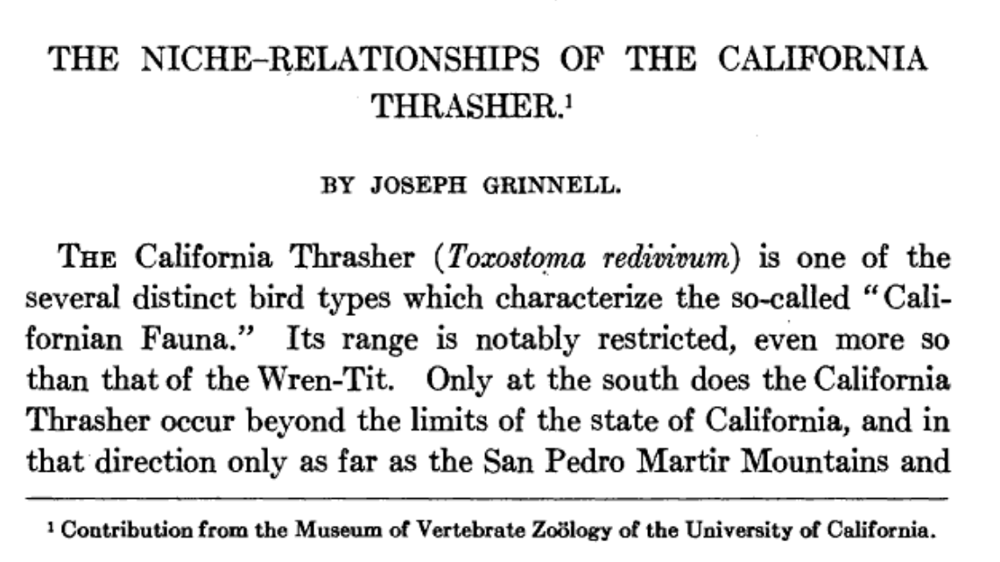 THE NICHE–RELATIONSHIPS OF THE CALIFORNIA
THRASHER.¹
BY JOSEPH GRINNELL.
THE California Thrasher (Toxostoma redivivum) is one of the
several distinct bird types which characterize the so-called “Cali-
fornian Fauna.” Its range is notably restricted, even more so
than that of the Wren-Tit. Only at the south does the California
Thrasher occur beyond the limits of the state of California, and in
that direction only as far as the San Pedro Martir Mountains and
¹ Contribution from the Museum of Vertebrate Zoölogy of the University of California.